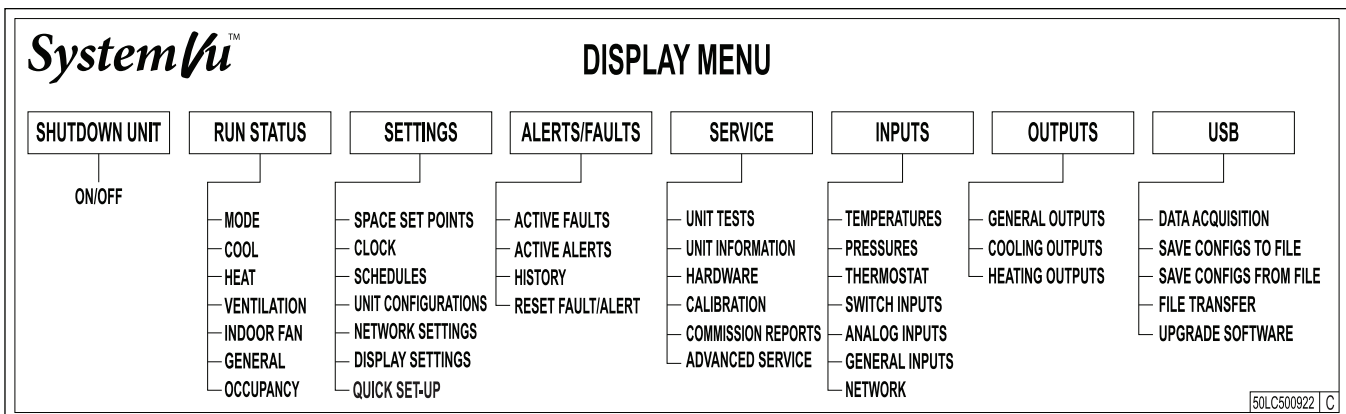 SystemVu™
DISPLAY MENU
SHUTDOWN UNIT
ON/OFF
RUN STATUS
MODE
COOL
HEAT
VENTILATION
INDOOR FAN
GENERAL
OCCUPANCY
SETTINGS
SPACE SET POINTS
CLOCK
SCHEDULES
UNIT CONFIGURATIONS
NETWORK SETTINGS
DISPLAY SETTINGS
QUICK SET-UP
ALERTS/FAULTS
ACTIVE FAULTS
ACTIVE ALERTS
HISTORY
RESET FAULT/ALERT
SERVICE
UNIT TESTS
UNIT INFORMATION
HARDWARE
CALIBRATION
COMMISSION REPORTS
ADVANCED SERVICE
INPUTS
TEMPERATURES
PRESSURES
THERMOSTAT
SWITCH INPUTS
ANALOG INPUTS
GENERAL INPUTS
NETWORK
OUTPUTS
GENERAL OUTPUTS
COOLING OUTPUTS
HEATING OUTPUTS
USB
DATA ACQUISITION
SAVE CONFIGS TO FILE
SAVE CONFIGS FROM FILE
FILE TRANSFER
UPGRADE SOFTWARE
50LC500922 C